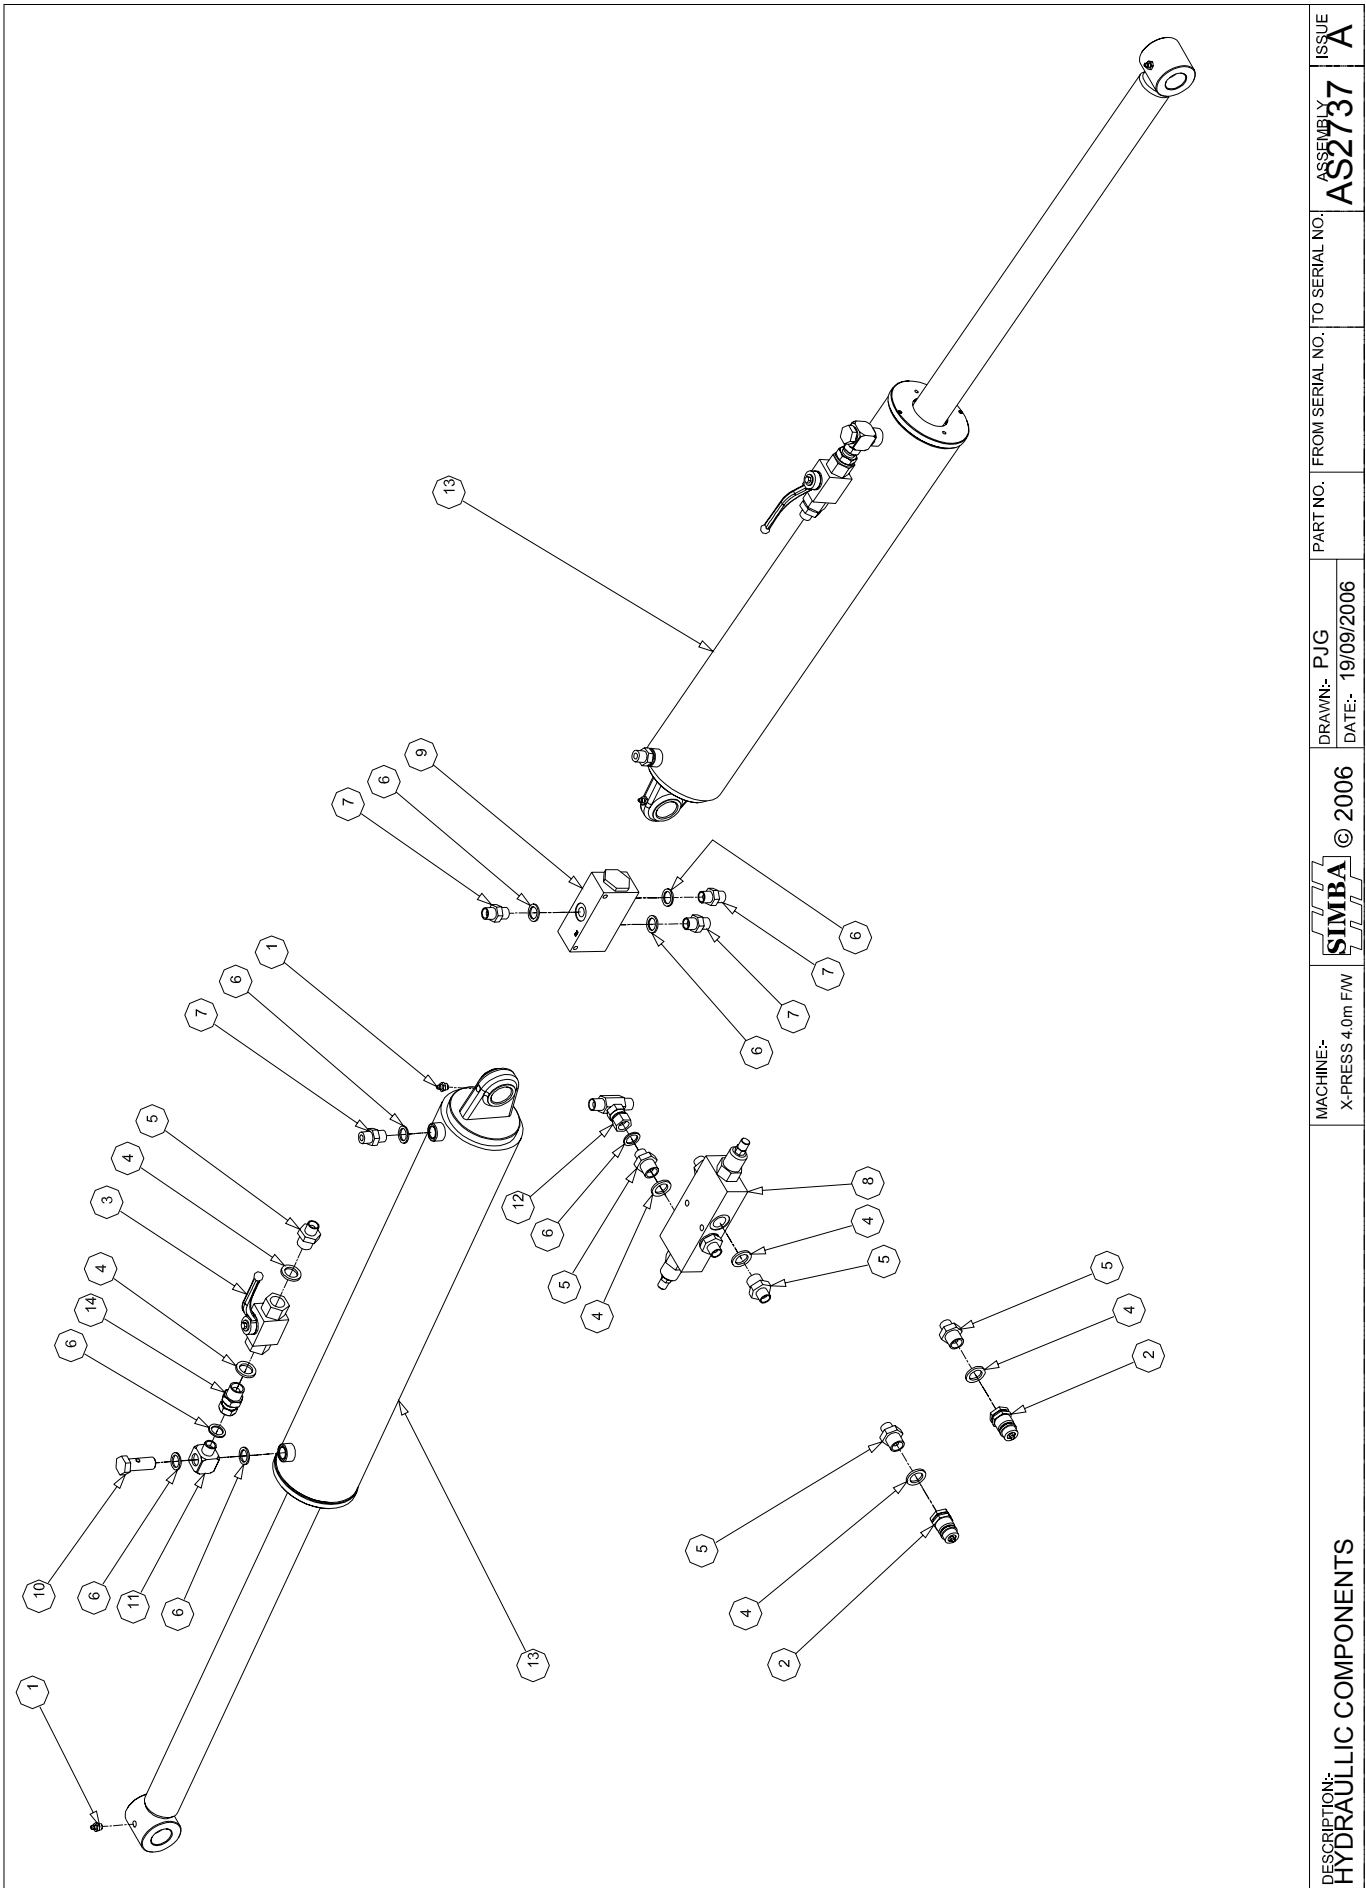 1
10
6
11
6
6
14
4
3
4
5
7
6
1
13
7
6
9
13
6
7
7
6
12
6
5
4
8
4
5
5
4
2
5
4
2
DESCRIPTION:-
HYDRAULLIC COMPONENTS
MACHINE:-
X-PRESS 4.0m F/W
SIMBA © 2006
DRAWN:- PJG
DATE:- 19/09/2006
PART NO.
FROM SERIAL NO.
TO SERIAL NO.
ASSEMBLY
AS2737
ISSUE
A